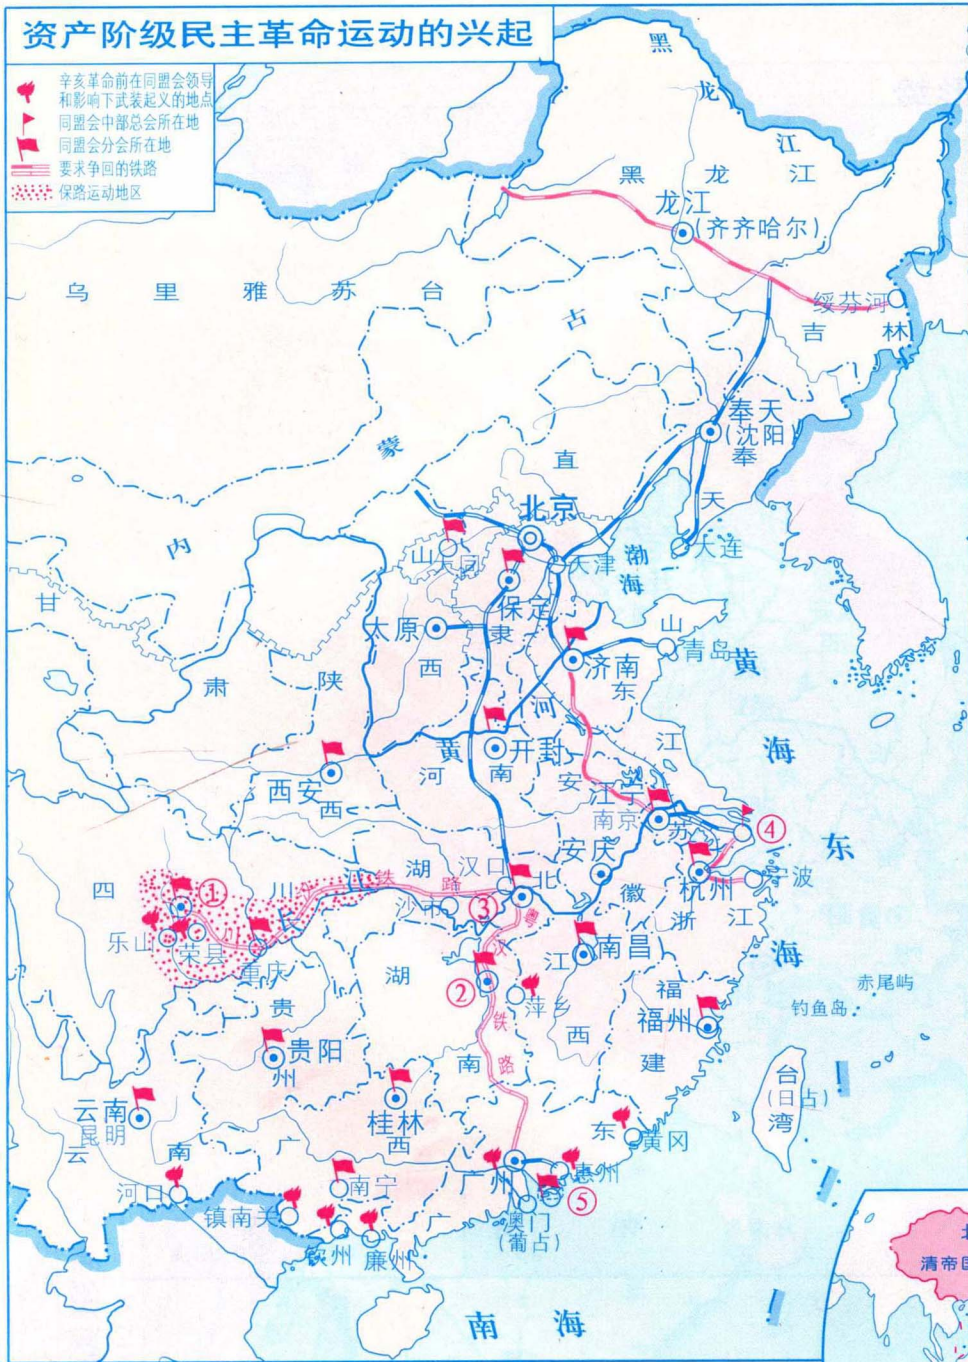 资产阶级民主革命运动的兴起
辛亥革命前在同盟会领导
和影响下武装起义的地点
同盟会中部总会所在地
同盟会分会所在地
要求争回的铁路
保路运动地区
黑
龙
江
黑龙江
龙江
(齐齐哈尔)
绥芬河
吉林
乌里雅苏台
内蒙古
奉天
(沈阳)
奉天
大连
直隶
北京
天津
渤海
大同
山西
保定
太原
甘肃
济南
山东
青岛
黄海
陕西
西安
黄河
开封
河南
江苏
安徽
江宁
南京
④
安庆
杭州
宁波
浙江
东海
四川
①
乐山
荣县
重庆
长江
川汉铁路
湖北
汉口
沙市
③
粤汉铁路
②
湖南
萍乡
南昌
江西
福州
福建
赤尾屿
钓鱼岛
台湾
(日占)
贵州
贵阳
云南
昆明
云南
桂林
广西
河口
镇南关
南宁
钦州
廉州
广东
广州
惠州
黄冈
⑤
澳门
(葡占)
南海
北
清帝国